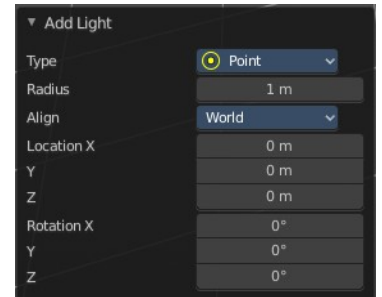 Add Light
Type Point
Radius 1 m
Align World
Location X 0 m
Y 0 m
Z 0 m
Rotation X 0°
Y 0°
Z 0°